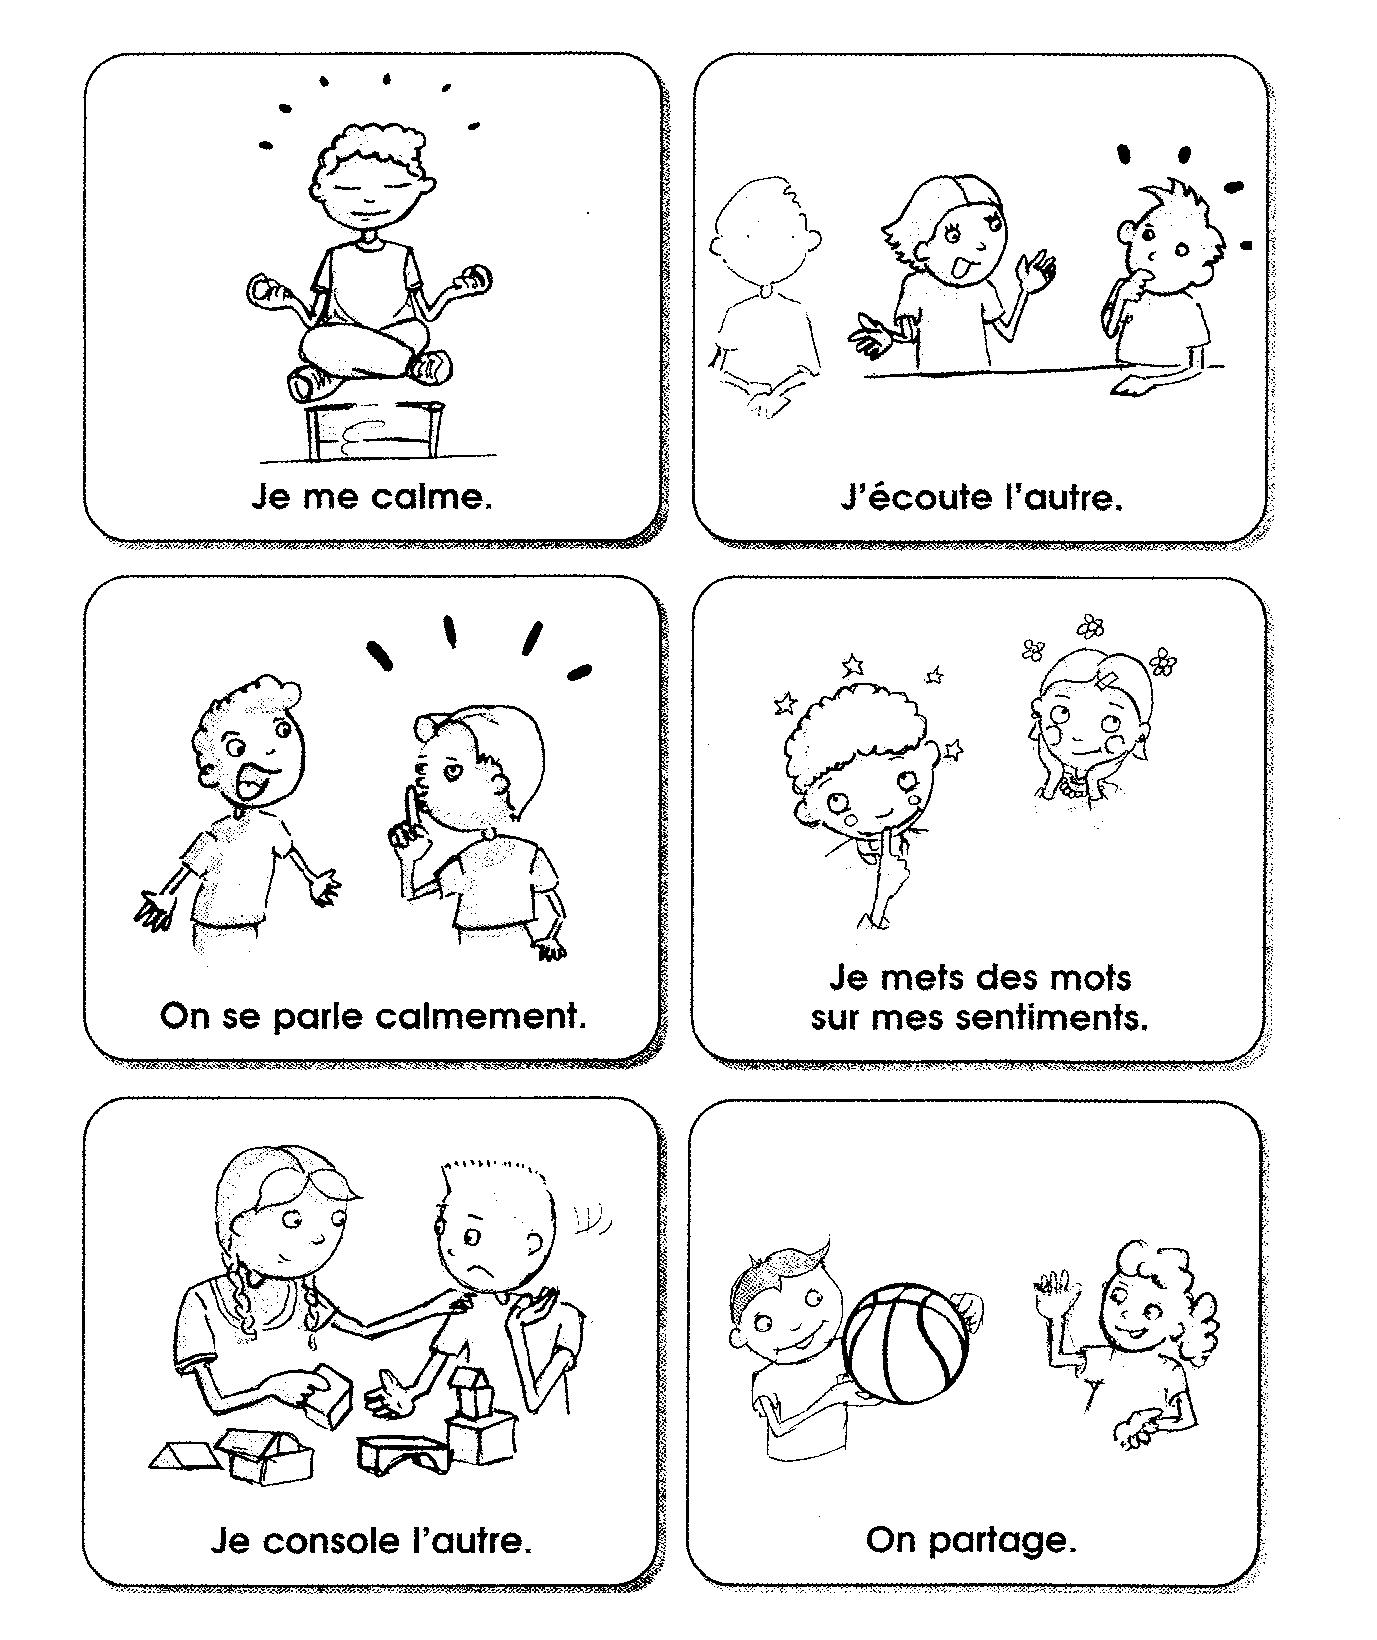 Je me calme.
J'écoute l'autre.
On se parle calmement.
Je mets des mots
sur mes sentiments.
Je console l'autre.
On partage.